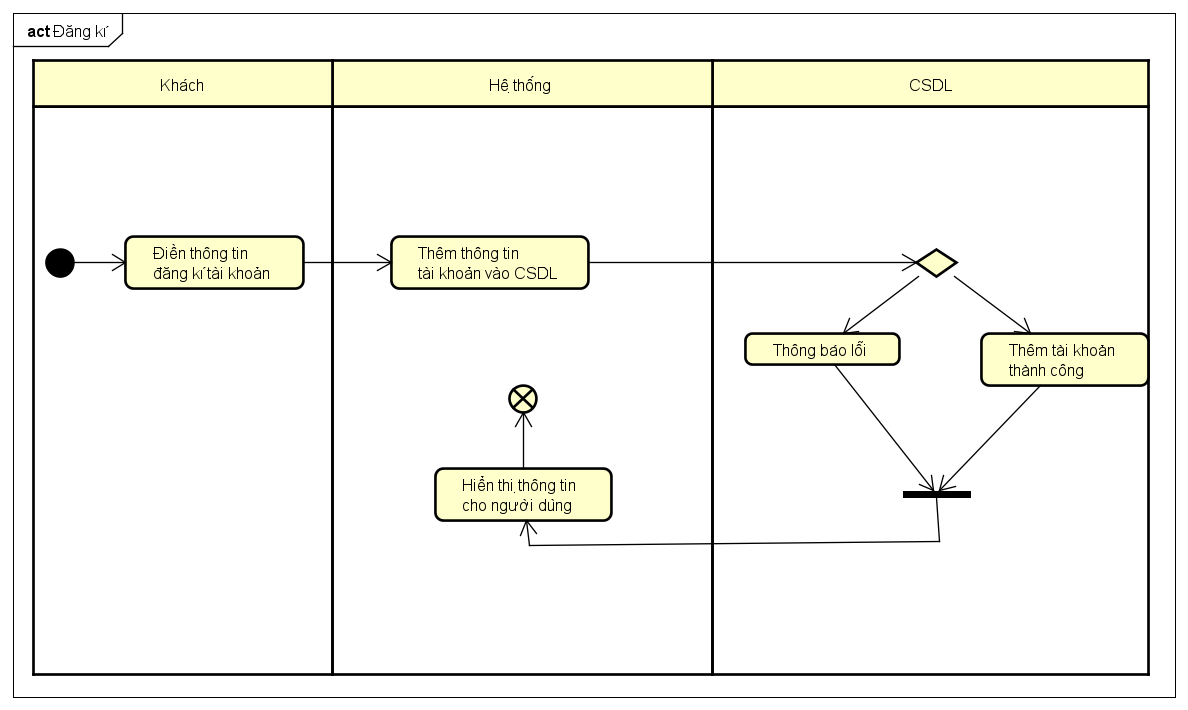 act Đăng kí
Khách
Hệ thống
CSDL
Điền thông tin
đăng kí tài khoản
Thêm thông tin
tài khoản vào CSDL
Thông báo lỗi
Thêm tài khoản
thành công
Hiển thị thông tin
cho người dùng